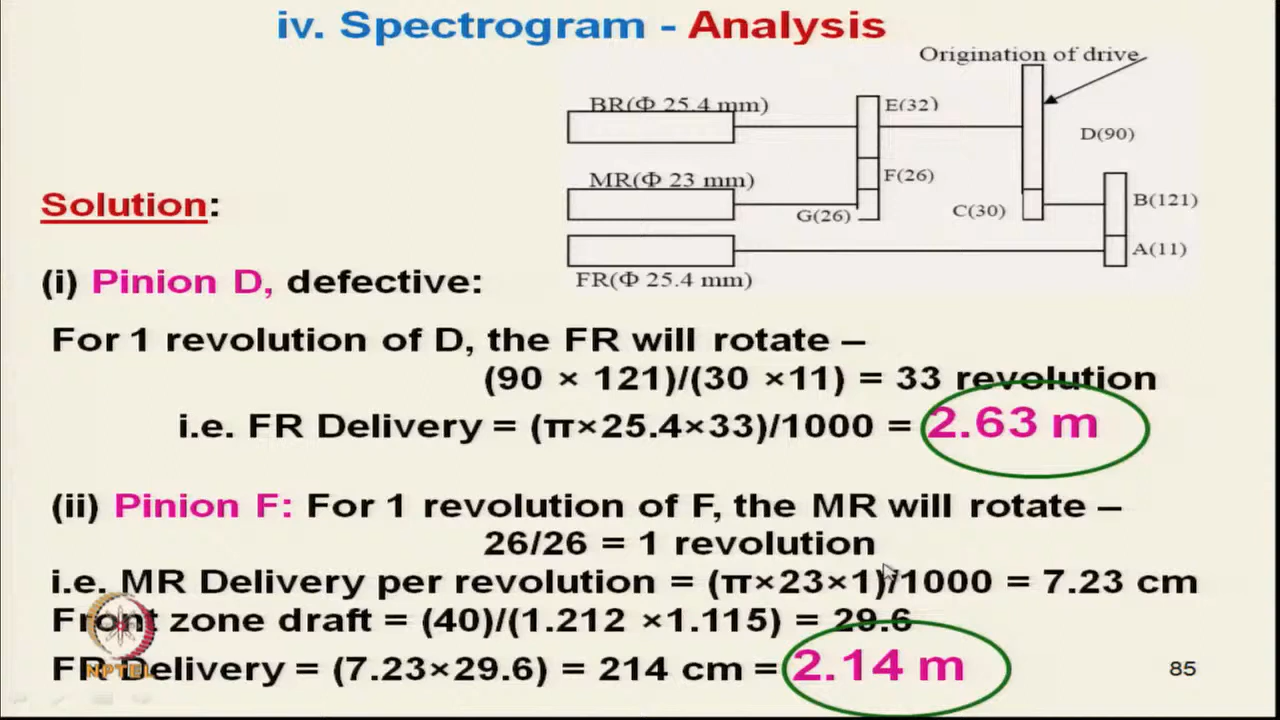 iv. Spectrogram - Analysis
Origination of drive
BR(Φ 25.4 mm)
E(32)
D(90)
MR(Φ 23 mm)
F(26)
B(121)
G(26)
C(30)
A(11)
FR(Φ 25.4 mm)
Solution:
(i) Pinion D, defective:
For 1 revolution of D, the FR will rotate –
(90 × 121)/(30 ×11) = 33 revolution
i.e. FR Delivery = (π×25.4×33)/1000 = 2.63 m
(ii) Pinion F: For 1 revolution of F, the MR will rotate –
26/26 = 1 revolution
i.e. MR Delivery per revolution = (π×23×1)/1000 = 7.23 cm
Front zone draft = (40)/(1.212 ×1.115) = 29.6
FR Delivery = (7.23×29.6) = 214 cm = 2.14 m
NPTEL
85